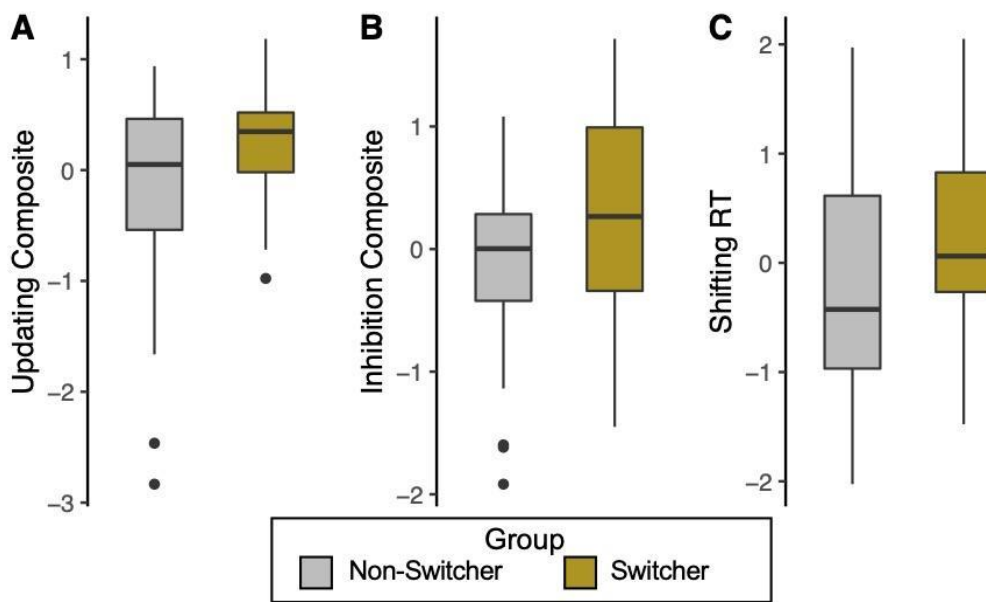 A
Updating Composite
1
0
−1
−2
−3
B
Inhibition Composite
1
0
−1
−2
C
Shifting RT
2
1
0
−1
−2
Group
Non-Switcher
Switcher